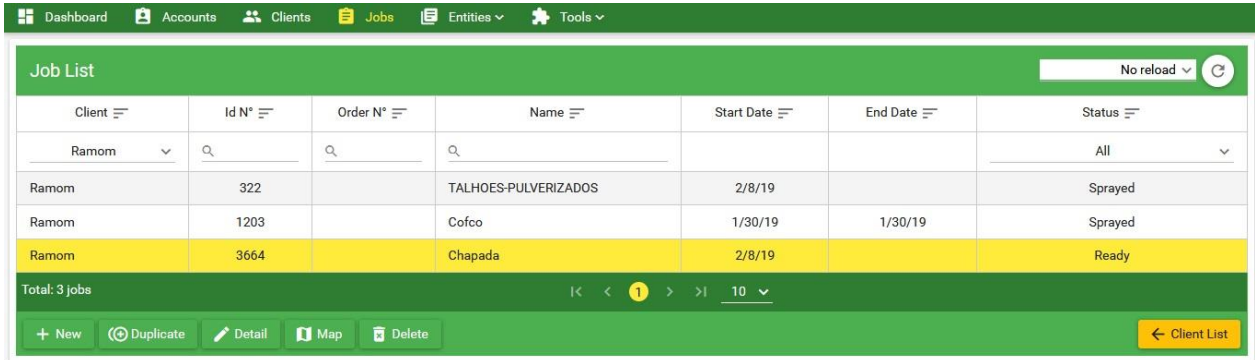 Dashboard Accounts Clients Jobs Entities Tools
Job List No reload
Client Id N° Order N° Name Start Date End Date Status
Ramom All
Ramom 322 TALHOES-PULVERIZADOS 2/8/19 Sprayed
Ramom 1203 Cofco 1/30/19 1/30/19 Sprayed
Ramom 3664 Chapada 2/8/19 Ready
Total: 3 jobs 1 10
New Duplicate Detail Map Delete Client List